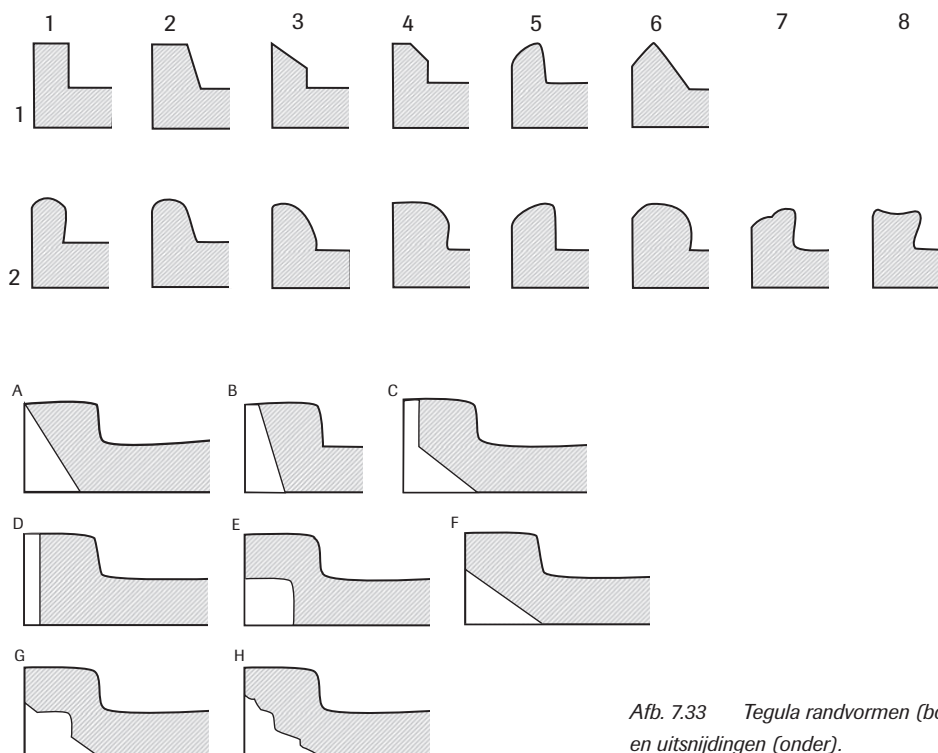 1 2 3 4 5 6 7 8
1
2
A B C
D E F
G H
Afb. 7.33 Tegula randvormen
en uitsnijdingen (onder).